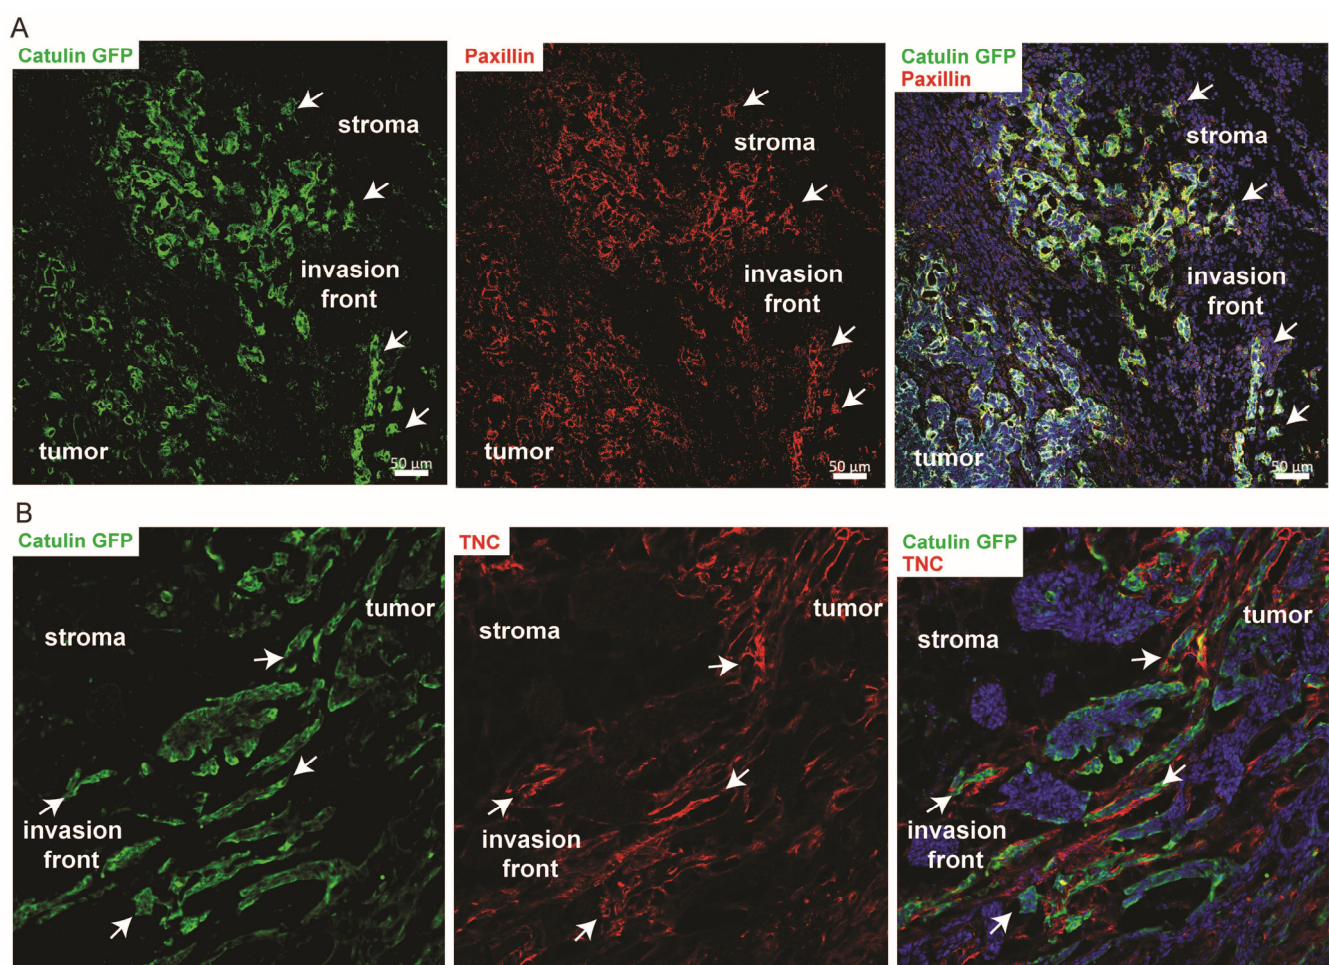 A
Catulin GFP
stroma
invasion
front
tumor
50 µm
Paxillin
stroma
invasion
front
tumor
50 µm
Catulin GFP
Paxillin
stroma
invasion
front
tumor
50 µm
B
Catulin GFP
tumor
stroma
invasion
front
TNC
tumor
stroma
invasion
front
Catulin GFP
TNC
tumor
stroma
invasion
front